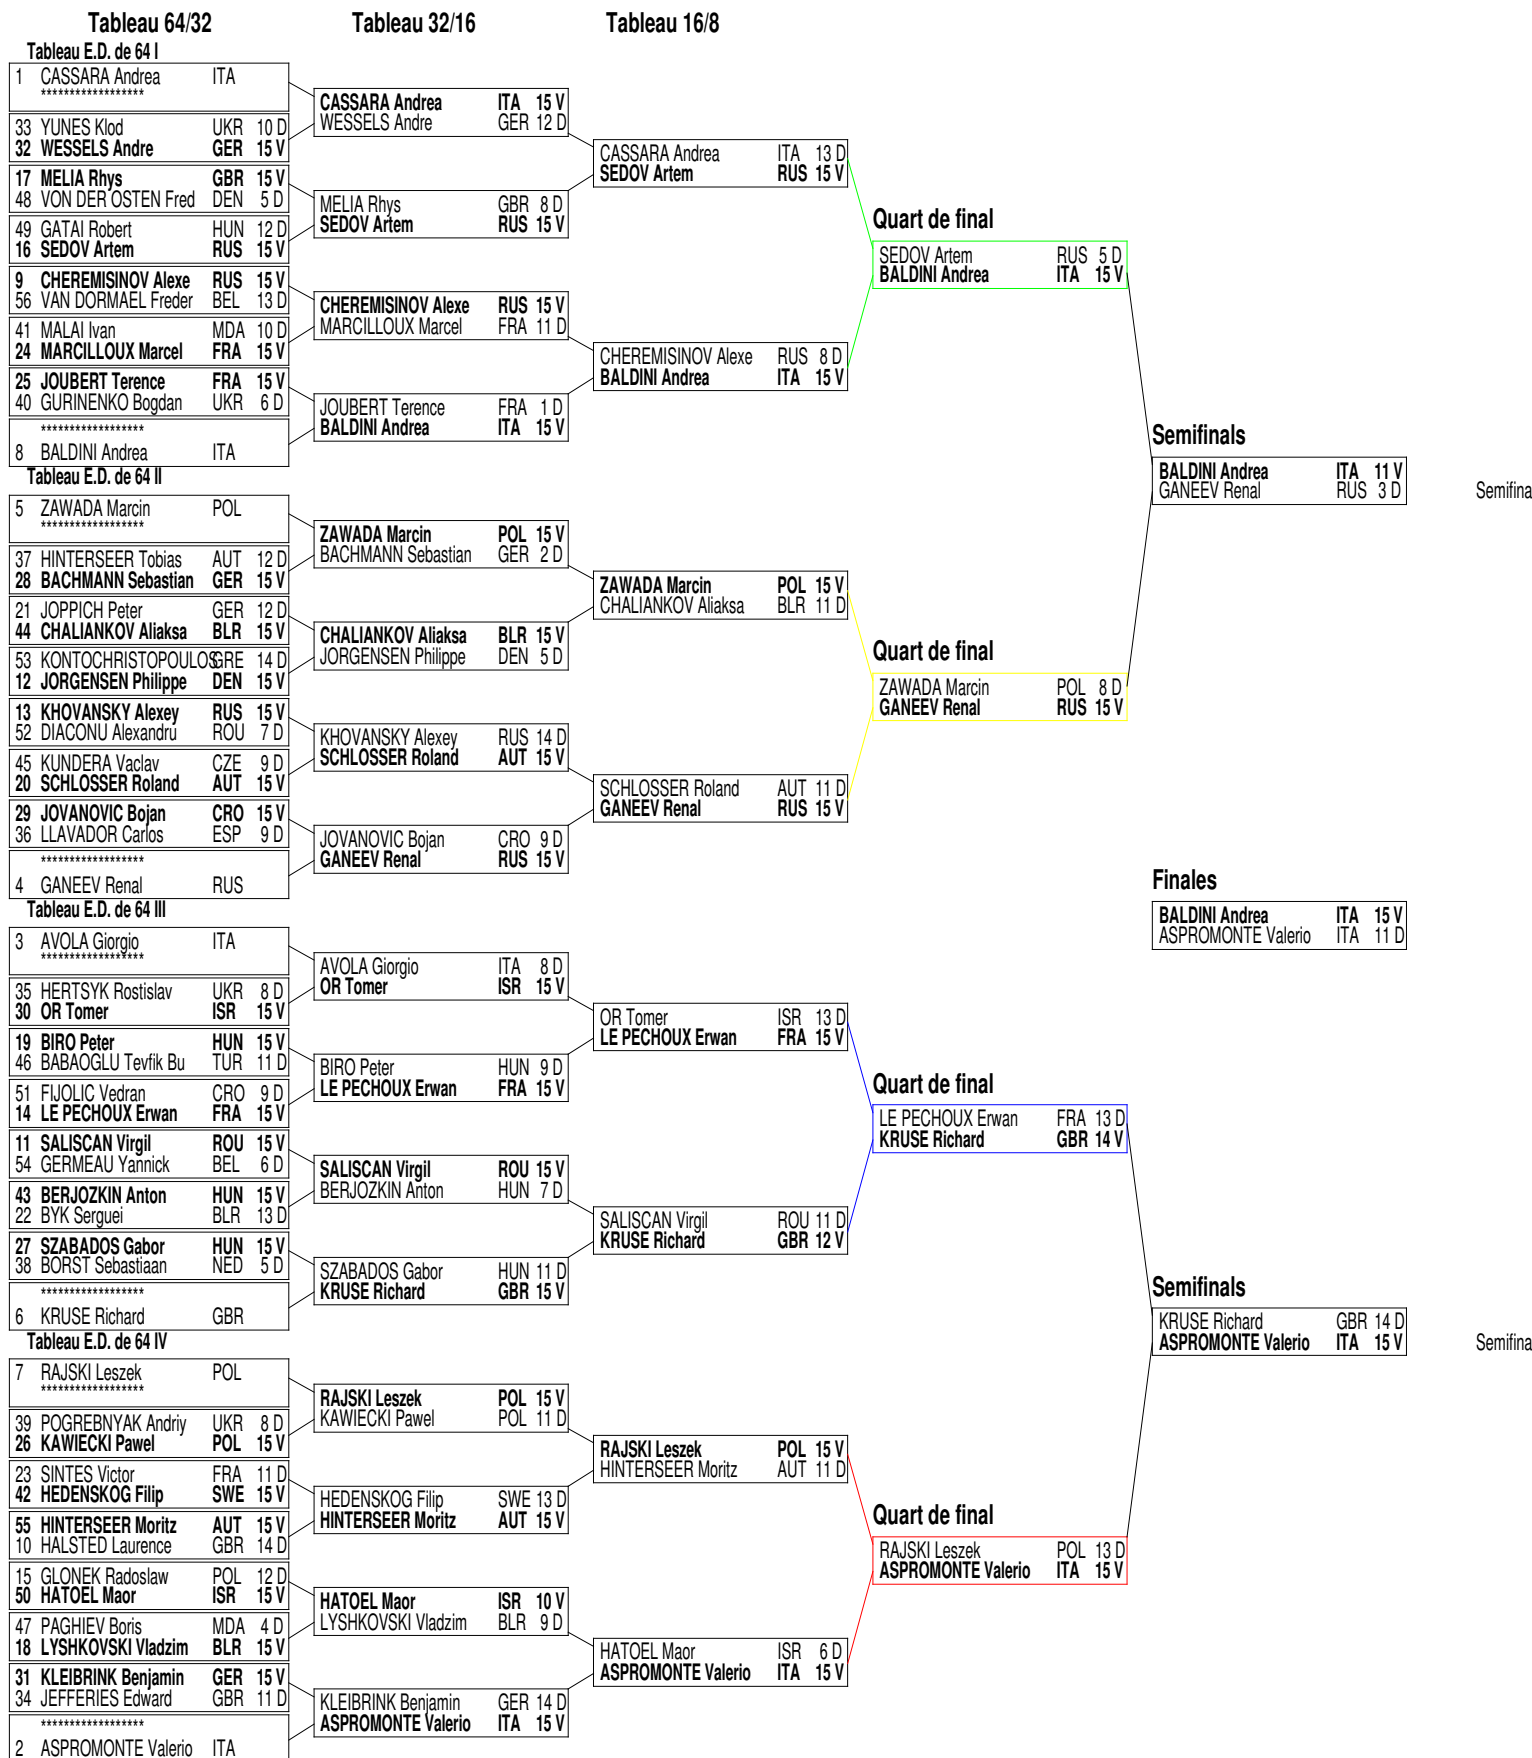 Tableau 64/32 Tableau 32/16 Tableau 16/8
Tableau E.D. de 64 I
1 CASSARA Andrea ITA
******************
33 YUNES Klod UKR 10 D
32 WESSELS Andre GER 15 V
17 MELIA Rhys GBR 15 V
48 VON DER OSTEN Fred DEN 5 D
49 GATAI Robert HUN 12 D
16 SEDOV Artem RUS 15 V
9 CHEREMISINOV Alexe RUS 15 V
56 VAN DORMAEL Freder BEL 13 D
41 MALAI Ivan MDA 10 D
24 MARCILLOUX Marcel FRA 15 V
25 JOUBERT Terence FRA 15 V
40 GURINENKO Bogdan UKR 6 D
******************
8 BALDINI Andrea ITA
Tableau E.D. de 64 II
5 ZAWADA Marcin POL
******************
37 HINTERSEER Tobias AUT 12 D
28 BACHMANN Sebastian GER 15 V
21 JOPPICH Peter GER 12 D
44 CHALIANKOV Aliaksa BLR 15 V
53 KONTOCHRISTOPOULOS GRE 14 D
12 JORGENSEN Philippe DEN 15 V
13 KHOVANSKY Alexey RUS 15 V
52 DIACONU Alexandru ROU 7 D
45 KUNDERA Vaclav CZE 9 D
20 SCHLOSSER Roland AUT 15 V
29 JOVANOVIC Bojan CRO 15 V
36 LLAVADOR Carlos ESP 9 D
******************
4 GANEEV Renal RUS
Tableau E.D. de 64 III
3 AVOLA Giorgio ITA
******************
35 HERTSYK Rostislav UKR 8 D
30 OR Tomer ISR 15 V
19 BIRO Peter HUN 15 V
46 BABAOGLU Tevfik Bu TUR 11 D
51 FIJOLIC Vedran CRO 9 D
14 LE PECHOUX Erwan FRA 15 V
11 SALISCAN Virgil ROU 15 V
54 GERMEAU Yannick BEL 6 D
43 BERJOZKIN Anton HUN 15 V
22 BYK Serguei BLR 13 D
27 SZABADOS Gabor HUN 15 V
38 BORST Sebastiaan NED 5 D
******************
6 KRUSE Richard GBR
Tableau E.D. de 64 IV
7 RAJSKI Leszek POL
******************
39 POGREBNYAK Andriy UKR 8 D
26 KAWIECKI Pawel POL 15 V
23 SINTES Victor FRA 11 D
42 HEDENSKOG Filip SWE 15 V
55 HINTERSEER Moritz AUT 15 V
10 HALSTED Laurence GBR 14 D
15 GLONEK Radoslaw POL 12 D
50 HATOEL Maor ISR 15 V
47 PAGHIEV Boris MDA 4 D
18 LYSHKOVSKI Vladzim BLR 15 V
31 KLEIBRINK Benjamin GER 15 V
34 JEFFERIES Edward GBR 11 D
******************
2 ASPROMONTE Valerio ITA
CASSARA Andrea ITA 15 V
WESSELS Andre GER 12 D
MELIA Rhys GBR 8 D
SEDOV Artem RUS 15 V
CHEREMISINOV Alexe RUS 15 V
MARCILLOUX Marcel FRA 11 D
JOUBERT Terence FRA 1 D
BALDINI Andrea ITA 15 V
ZAWADA Marcin POL 15 V
BACHMANN Sebastian GER 2 D
CHALIANKOV Aliaksa BLR 15 V
JORGENSEN Philippe DEN 5 D
KHOVANSKY Alexey RUS 14 D
SCHLOSSER Roland AUT 15 V
JOVANOVIC Bojan CRO 9 D
GANEEV Renal RUS 15 V
AVOLA Giorgio ITA 8 D
OR Tomer ISR 15 V
BIRO Peter HUN 9 D
LE PECHOUX Erwan FRA 15 V
SALISCAN Virgil ROU 15 V
BERJOZKIN Anton HUN 7 D
SZABADOS Gabor HUN 11 D
KRUSE Richard GBR 15 V
RAJSKI Leszek POL 15 V
KAWIECKI Pawel POL 11 D
HEDENSKOG Filip SWE 13 D
HINTERSEER Moritz AUT 15 V
HATOEL Maor ISR 10 V
LYSHKOVSKI Vladzim BLR 9 D
KLEIBRINK Benjamin GER 14 D
ASPROMONTE Valerio ITA 15 V
CASSARA Andrea ITA 13 D
SEDOV Artem RUS 15 V
CHEREMISINOV Alexe RUS 8 D
BALDINI Andrea ITA 15 V
ZAWADA Marcin POL 15 V
CHALIANKOV Aliaksa BLR 11 D
SCHLOSSER Roland AUT 11 D
GANEEV Renal RUS 15 V
OR Tomer ISR 13 D
LE PECHOUX Erwan FRA 15 V
SALISCAN Virgil ROU 11 D
KRUSE Richard GBR 12 V
RAJSKI Leszek POL 15 V
HINTERSEER Moritz AUT 11 D
HATOEL Maor ISR 6 D
ASPROMONTE Valerio ITA 15 V
Quart de final
SEDOV Artem RUS 5 D
BALDINI Andrea ITA 15 V
Quart de final
ZAWADA Marcin POL 8 D
GANEEV Renal RUS 15 V
Quart de final
LE PECHOUX Erwan FRA 13 D
KRUSE Richard GBR 14 V
Quart de final
RAJSKI Leszek POL 13 D
ASPROMONTE Valerio ITA 15 V
Semifinals
BALDINI Andrea ITA 11 V
GANEEV Renal RUS 3 D
Semifina
Finales
BALDINI Andrea ITA 15 V
ASPROMONTE Valerio ITA 11 D
Semifinals
KRUSE Richard GBR 14 D
ASPROMONTE Valerio ITA 15 V
Semifina